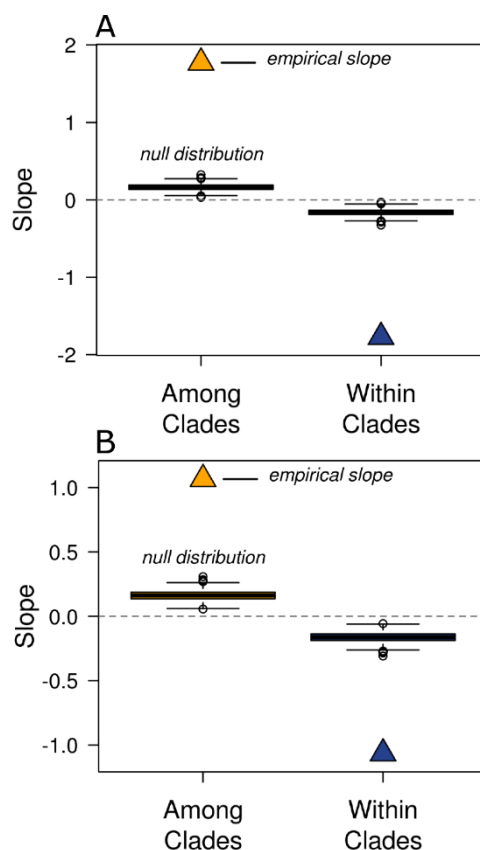 A
2
empirical slope
1
null distribution
0
-1
-2
Slope
Among
Clades
Within
Clades
B
1.0
empirical slope
0.5
null distribution
0.0
-0.5
-1.0
Slope
Among
Clades
Within
Clades